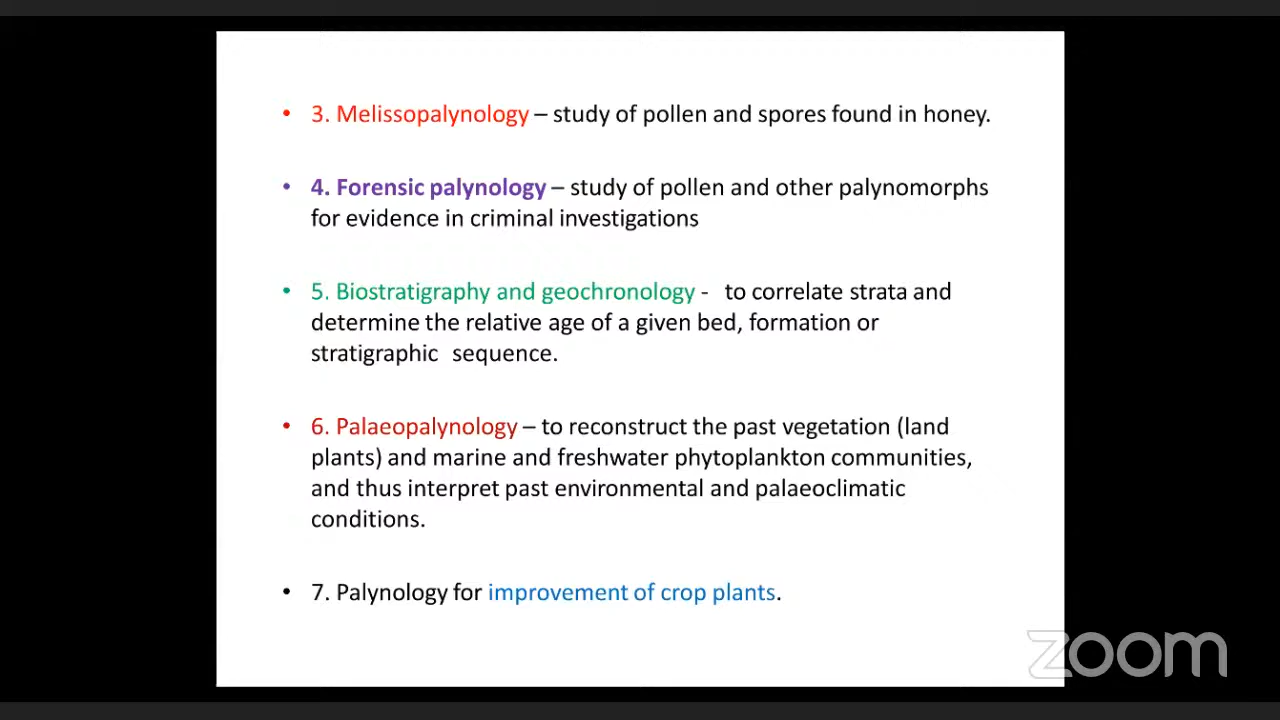 • 3. Melissopalynology – study of pollen and spores found in honey.
• 4. Forensic palynology – study of pollen and other palynomorphs
for evidence in criminal investigations
• 5. Biostratigraphy and geochronology - to correlate strata and
determine the relative age of a given bed, formation or
stratigraphic sequence.
• 6. Palaeopalynology – to reconstruct the past vegetation (land
plants) and marine and freshwater phytoplankton communities,
and thus interpret past environmental and palaeoclimatic
conditions.
• 7. Palynology for improvement of crop plants.
zoom